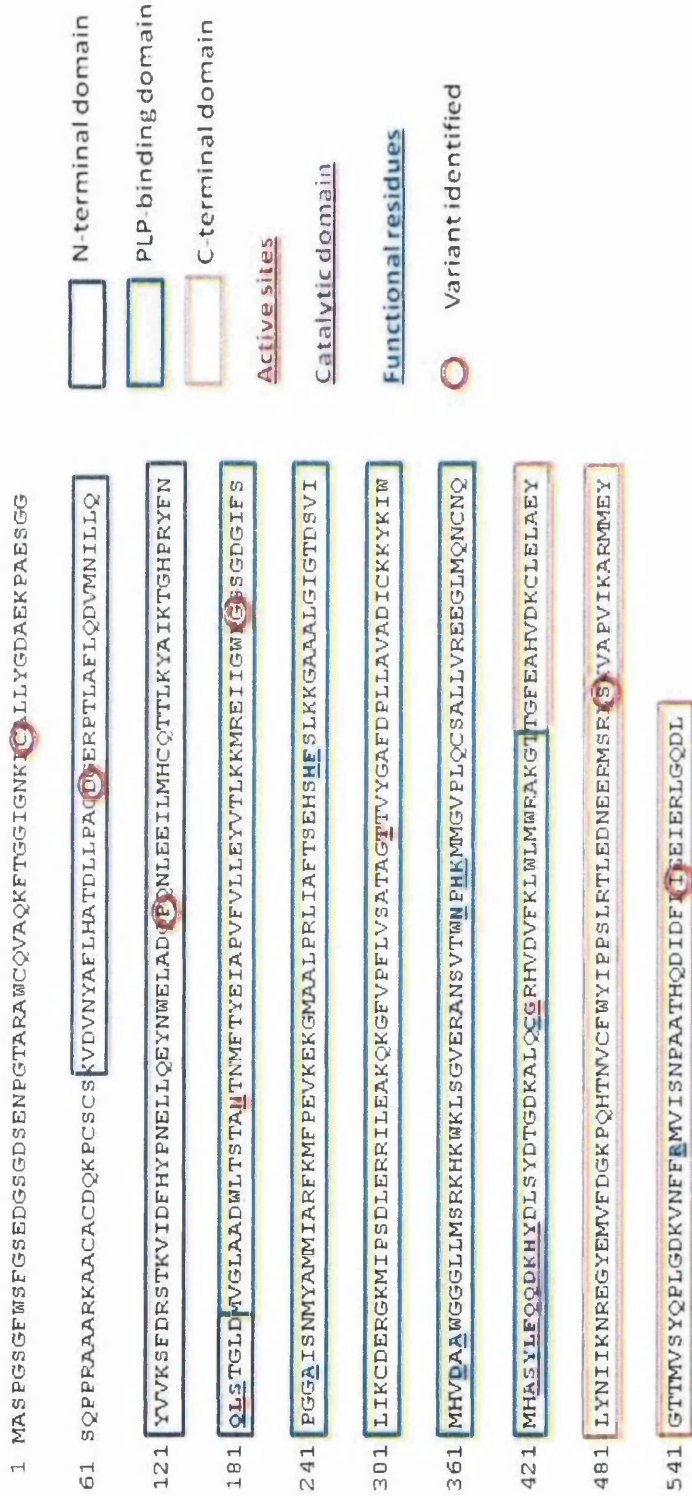 1 MASPGSGFWSFGSEDGSGDSENPGTARAWCQVAQKFTGGIGNKLCALLYGDAEKPAESGG
61 SQPPRAAARKAACACDQKPCSCSKVDVNYAFLHATDLLPACDGERPTLAFLQDVMNILLQ
121 YVVKSFDRSTKVIDFHYPNELLQEYNWELADQPQNLEEILMHCQTTLKYAIKTGHPRYFN
181 QLSTGLDMVGLAADWLTSTANTNMFTYEIAPVFVLLEYVTLKKMREIIGWPGSSGDGIFS
241 PGGAISNMYAMMIARFKMFPEVKEKGMAALPRLIAFTSEHSHFSLKKGAAALGIGTDSVI
301 LIKCDERGKMIPSDLERRILEAKQKGFVPFLVSATAGTTVYGAFDPLLAVADICKKYKIW
361 MHVDAAWGGGLLMSRKHKWKLSGVERANSVTWNPHKMMGVPLQCSALLVREEGLMQNCNQ
421 MHASYLFQQDKHYDLSYDTGDKALQCGRHVDVFKLWLMWRAKGTTGFEAHVDKCLELAEY
481 LYNIIKNREGYEMVFDGKPQHTNVCFWYIPPSLRTLEDNEERMSRLSKVAPVIKARMMEY
541 GTTMVSYQPLGDKVNFFRMVISNPAATHQDIDFLIEEIERLGQDL
N-terminal domain
PLP-binding domain
C-terminal domain
Active sites
Catalytic domain
Functional residues
Variant identified